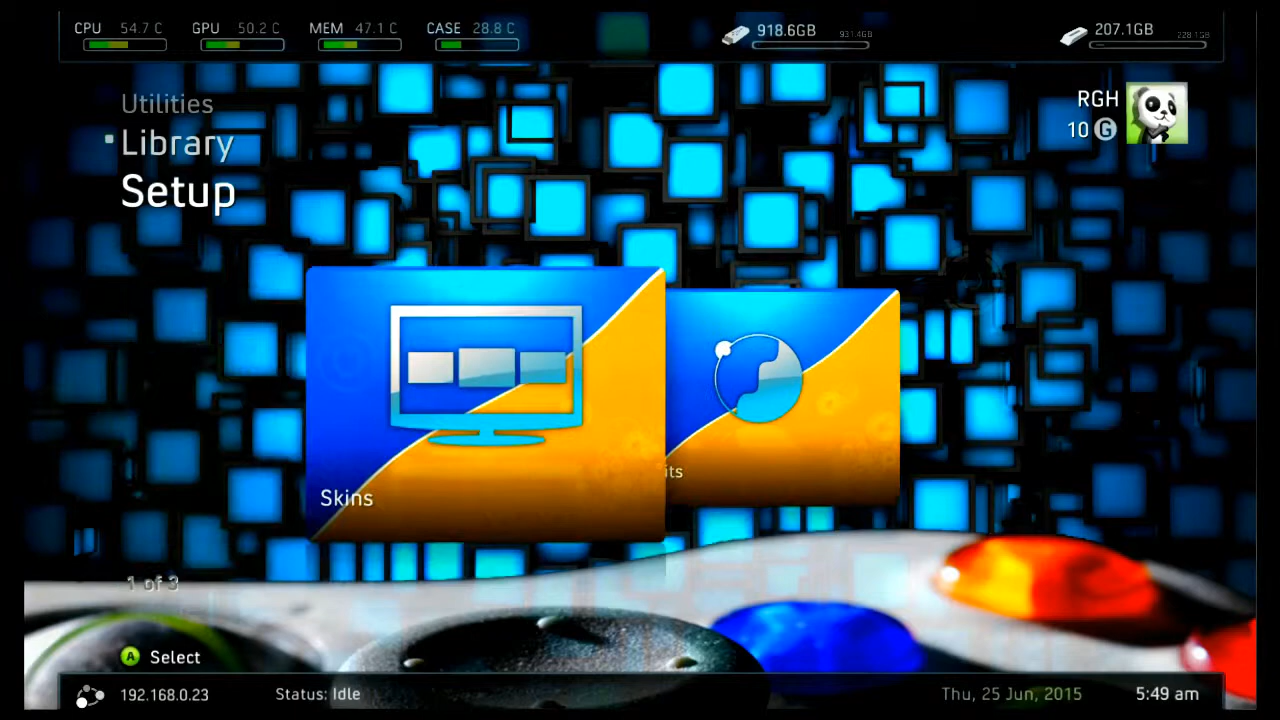 CPU 54.7 C GPU 50.2 C MEM 47.1 C CASE 28.8 C 918.6GB 931.4GB 207.1GB 228.1GB
Utilities
RGH
10 G
Library
Setup
its
Skins
1 of 3
A Select
192.168.0.23 Status: Idle Thu, 25 Jun, 2015 5:49 am